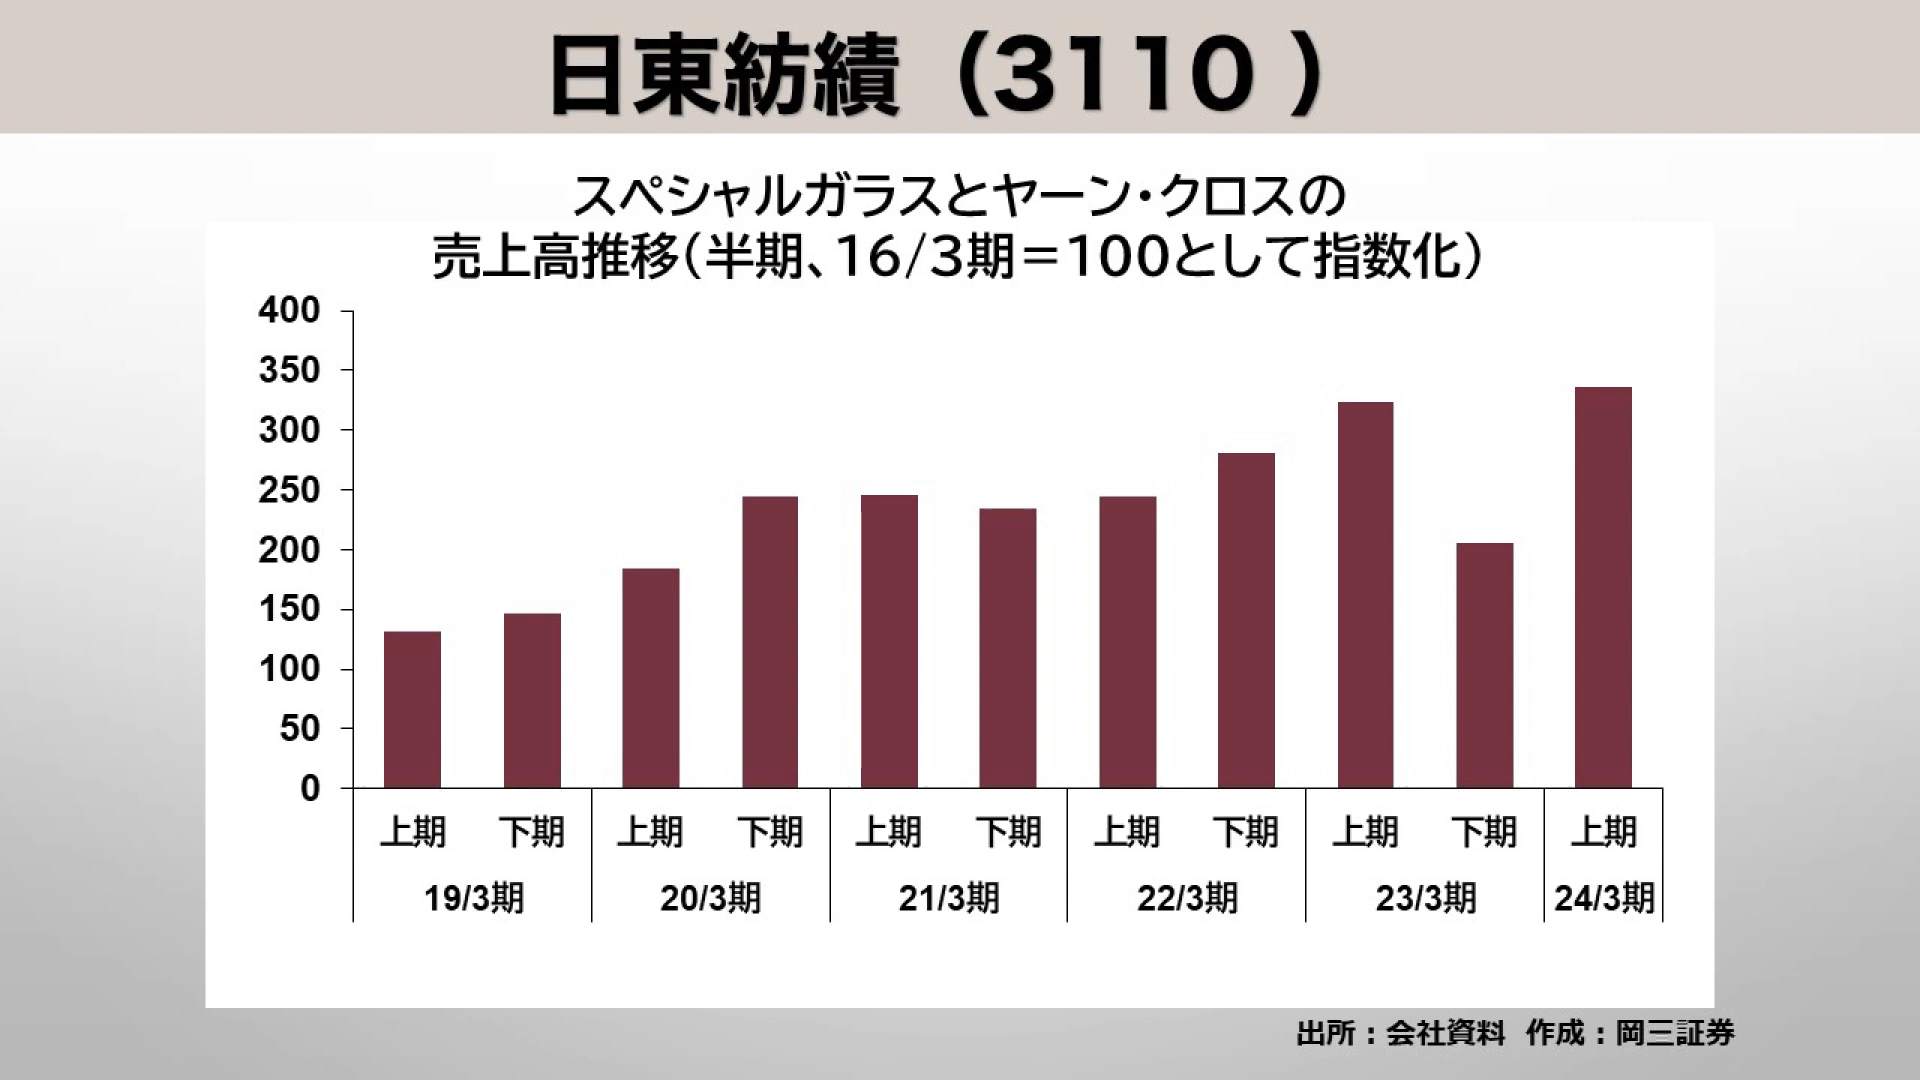 日東紡績（3110 ）
スペシャルガラスとヤーン・クロスの
売上高推移（半期、16/3期＝100として指数化）
400
350
300
250
200
150
100
50
0
上期 下期 上期 下期 上期 下期 上期 下期 上期 下期 上期
19/3期 20/3期 21/3期 22/3期 23/3期 24/3期
出所：会社資料 作成：岡三証券